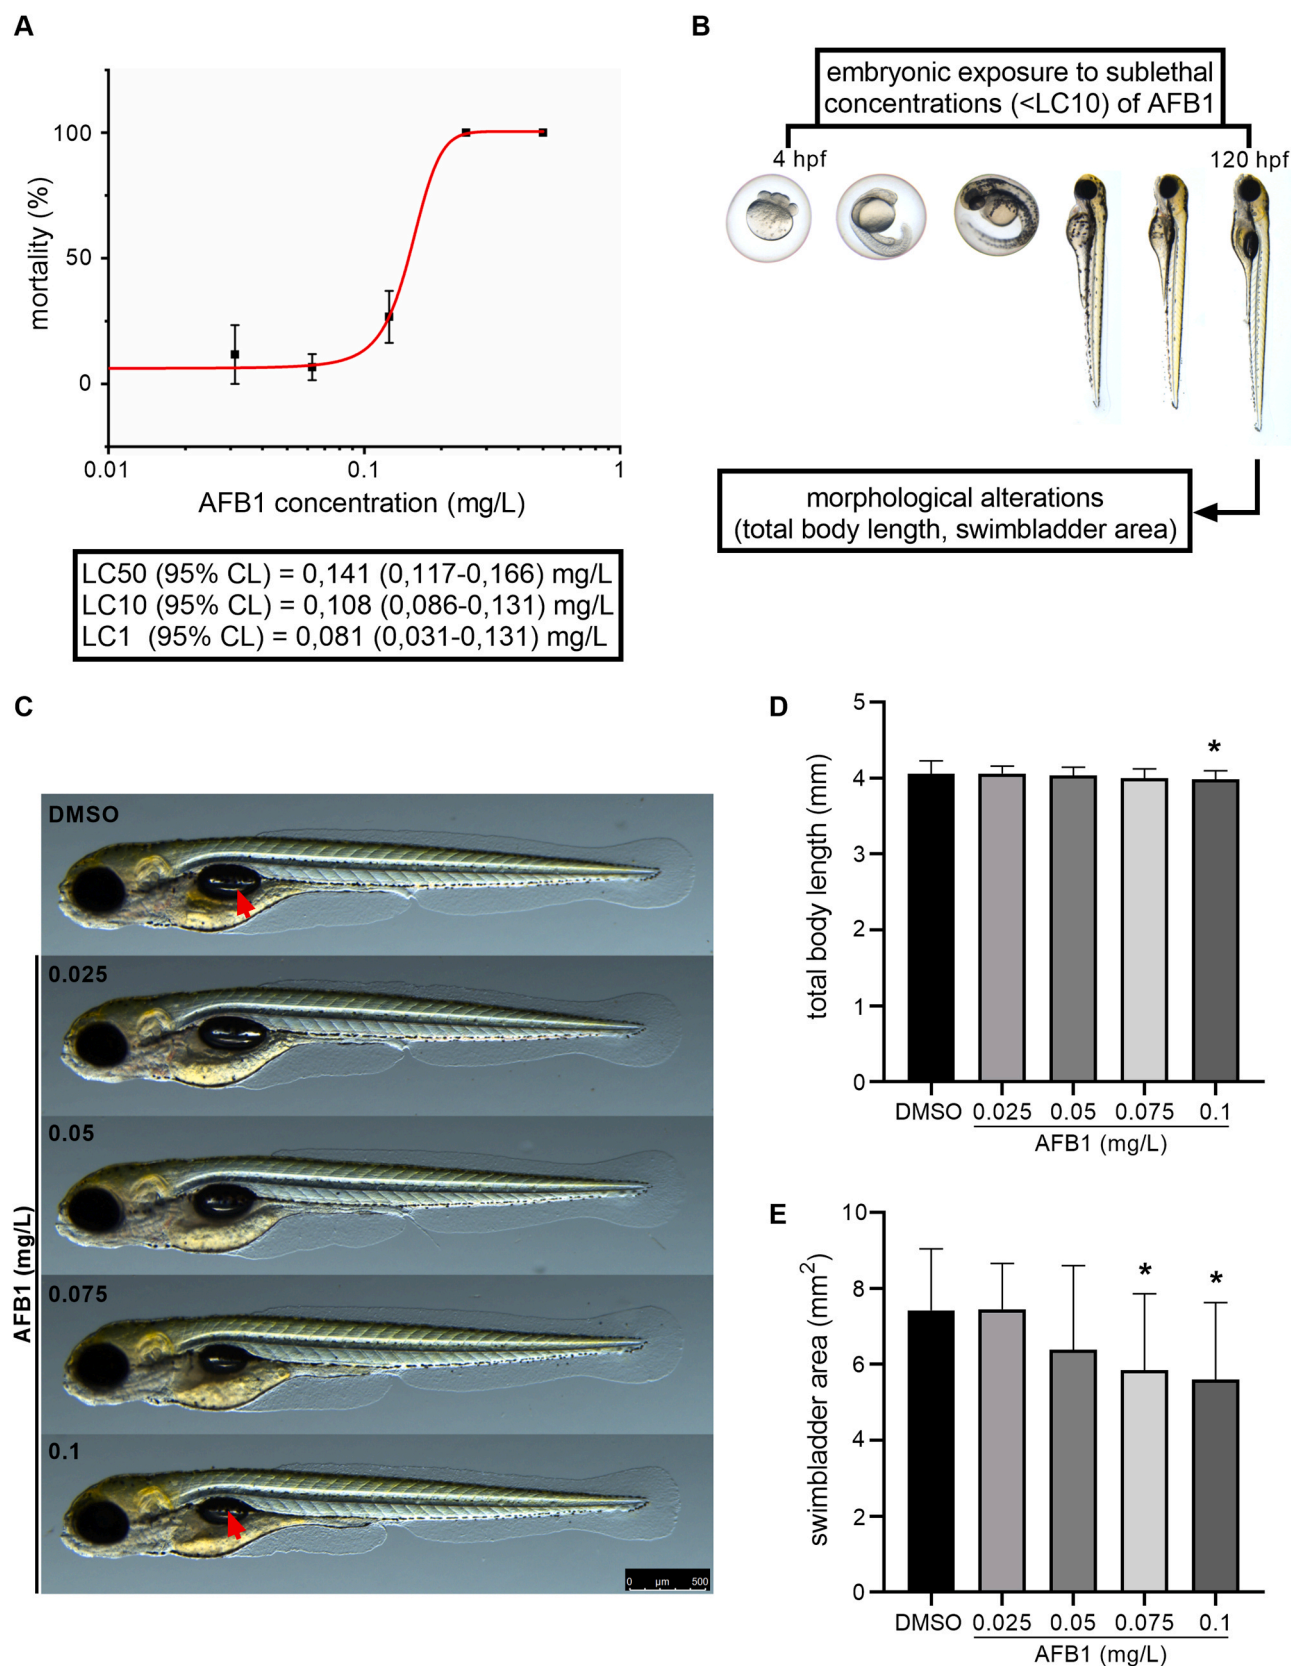 A
100
50
0
mortality (%)
0.01
0.1
1
AFB1 concentration (mg/L)
LC50 (95% CL) = 0,141 (0,117-0,166) mg/L
LC10 (95% CL) = 0,108 (0,086-0,131) mg/L
LC1 (95% CL) = 0,081 (0,031-0,131) mg/L
B
embryonic exposure to sublethal
concentrations (<LC10) of AFB1
4 hpf
120 hpf
morphological alterations
(total body length, swimbladder area)
C
DMSO
0.025
0.05
0.075
0.1
AFB1 (mg/L)
0 µm 500
D
5
4
3
2
1
0
total body length (mm)
*
DMSO
0.025
0.05
0.075
0.1
AFB1 (mg/L)
E
10
8
6
4
2
0
swimbladder area (mm²)
*
*
DMSO
0.025
0.05
0.075
0.1
AFB1 (mg/L)